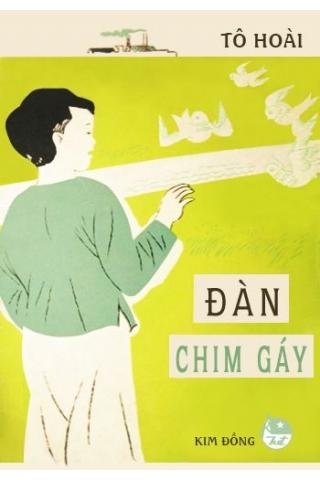 TÔ HOÀI
ĐÀN
CHIM GÁY
KIM ĐỒNG